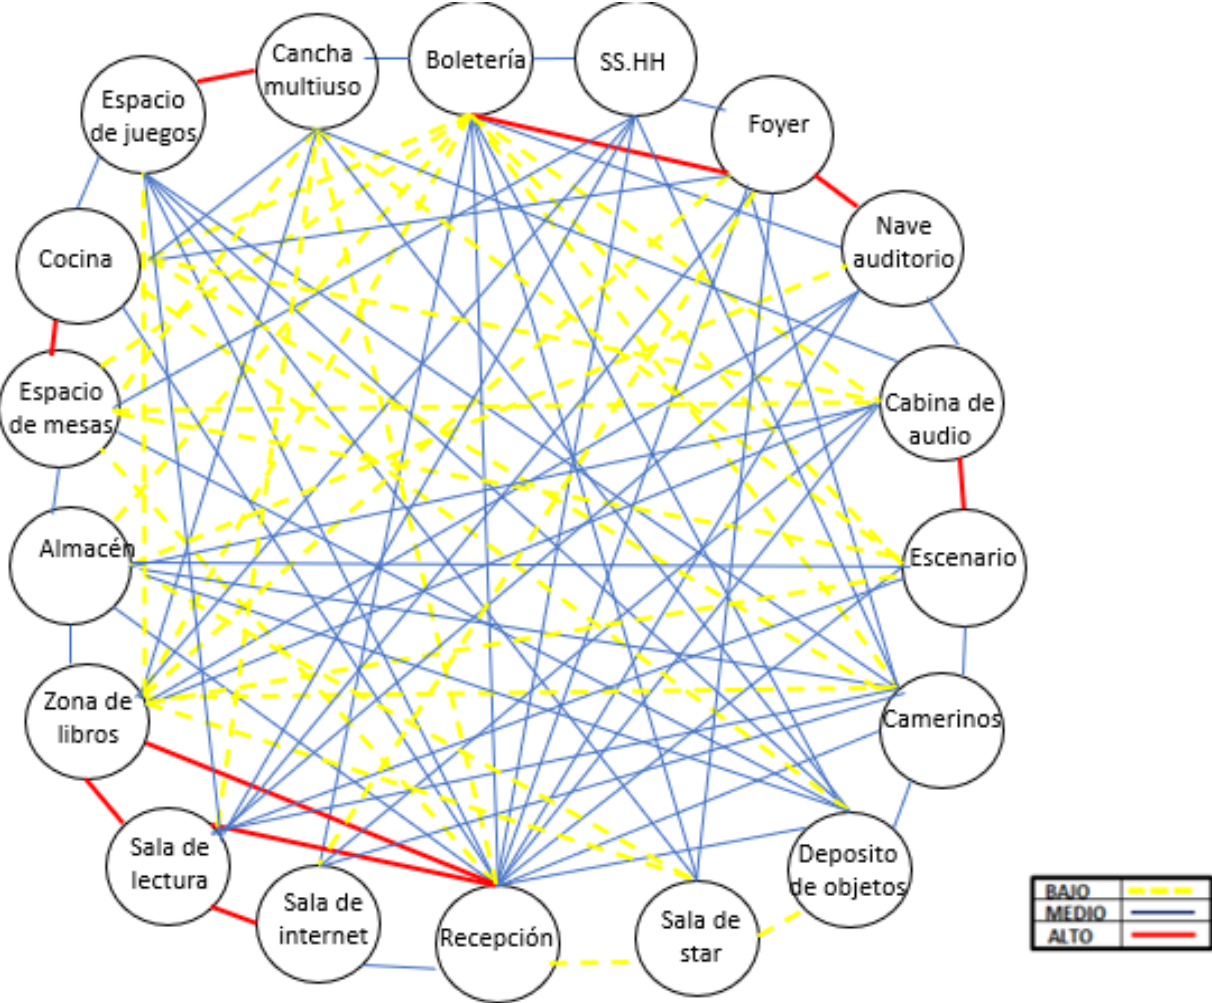 Cancha
multiuso
Boletería
SS.HH
Foyer
Espacio
de juegos
Nave
auditorio
Cocina
Espacio
de mesas
Cabina de
audio
Almacén
Escenario
Zona de
libros
Camerinos
Sala de
lectura
Sala de
internet
Recepción
Sala de
star
Deposito
de objetos
BAJO
MEDIO
ALTO